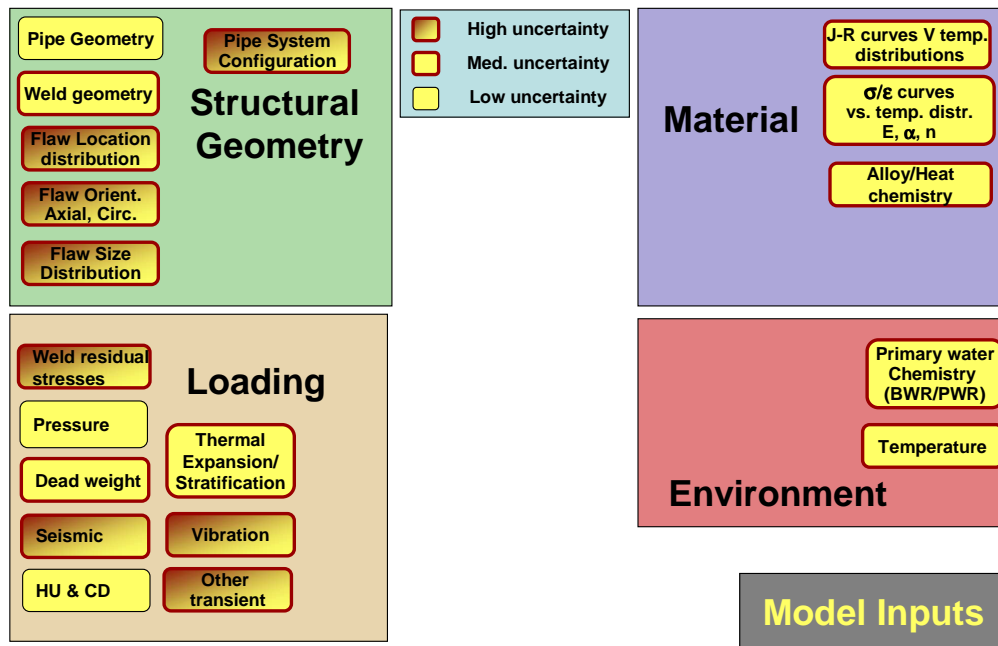 Pipe Geometry
Pipe System
Configuration
Weld geometry
Structural
Geometry
Flaw Location
distribution
Flaw Orient.
Axial, Circ.
Flaw Size
Distribution
High uncertainty
Med. uncertainty
Low uncertainty
Material
J-R curves V temp.
distributions
σ/ε curves
vs. temp. distr.
E, α, n
Alloy/Heat
chemistry
Weld residual
stresses
Loading
Pressure
Thermal
Expansion/
Stratification
Dead weight
Seismic
Vibration
HU & CD
Other
transient
Primary water
Chemistry
(BWR/PWR)
Temperature
Environment
Model Inputs